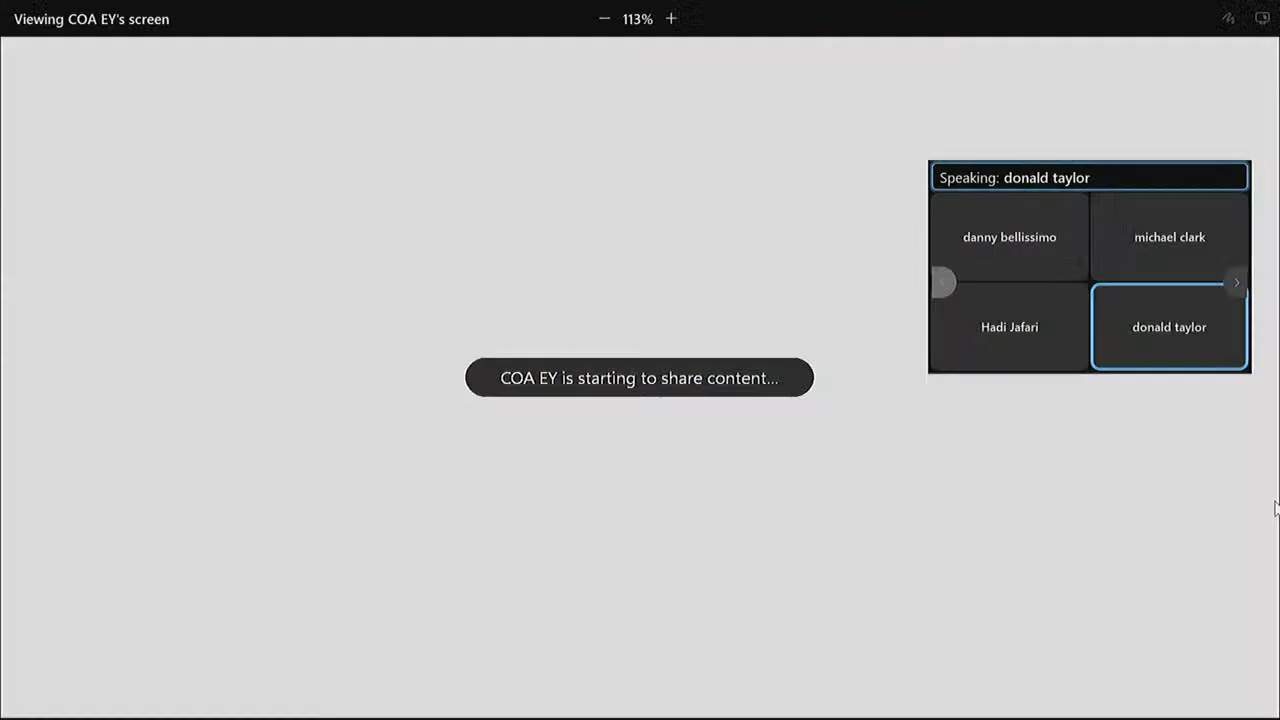 Viewing COA EY's screen
113%
Speaking: donald taylor
danny bellissimo
michael clark
Hadi Jafari
donald taylor
COA EY is starting to share content...